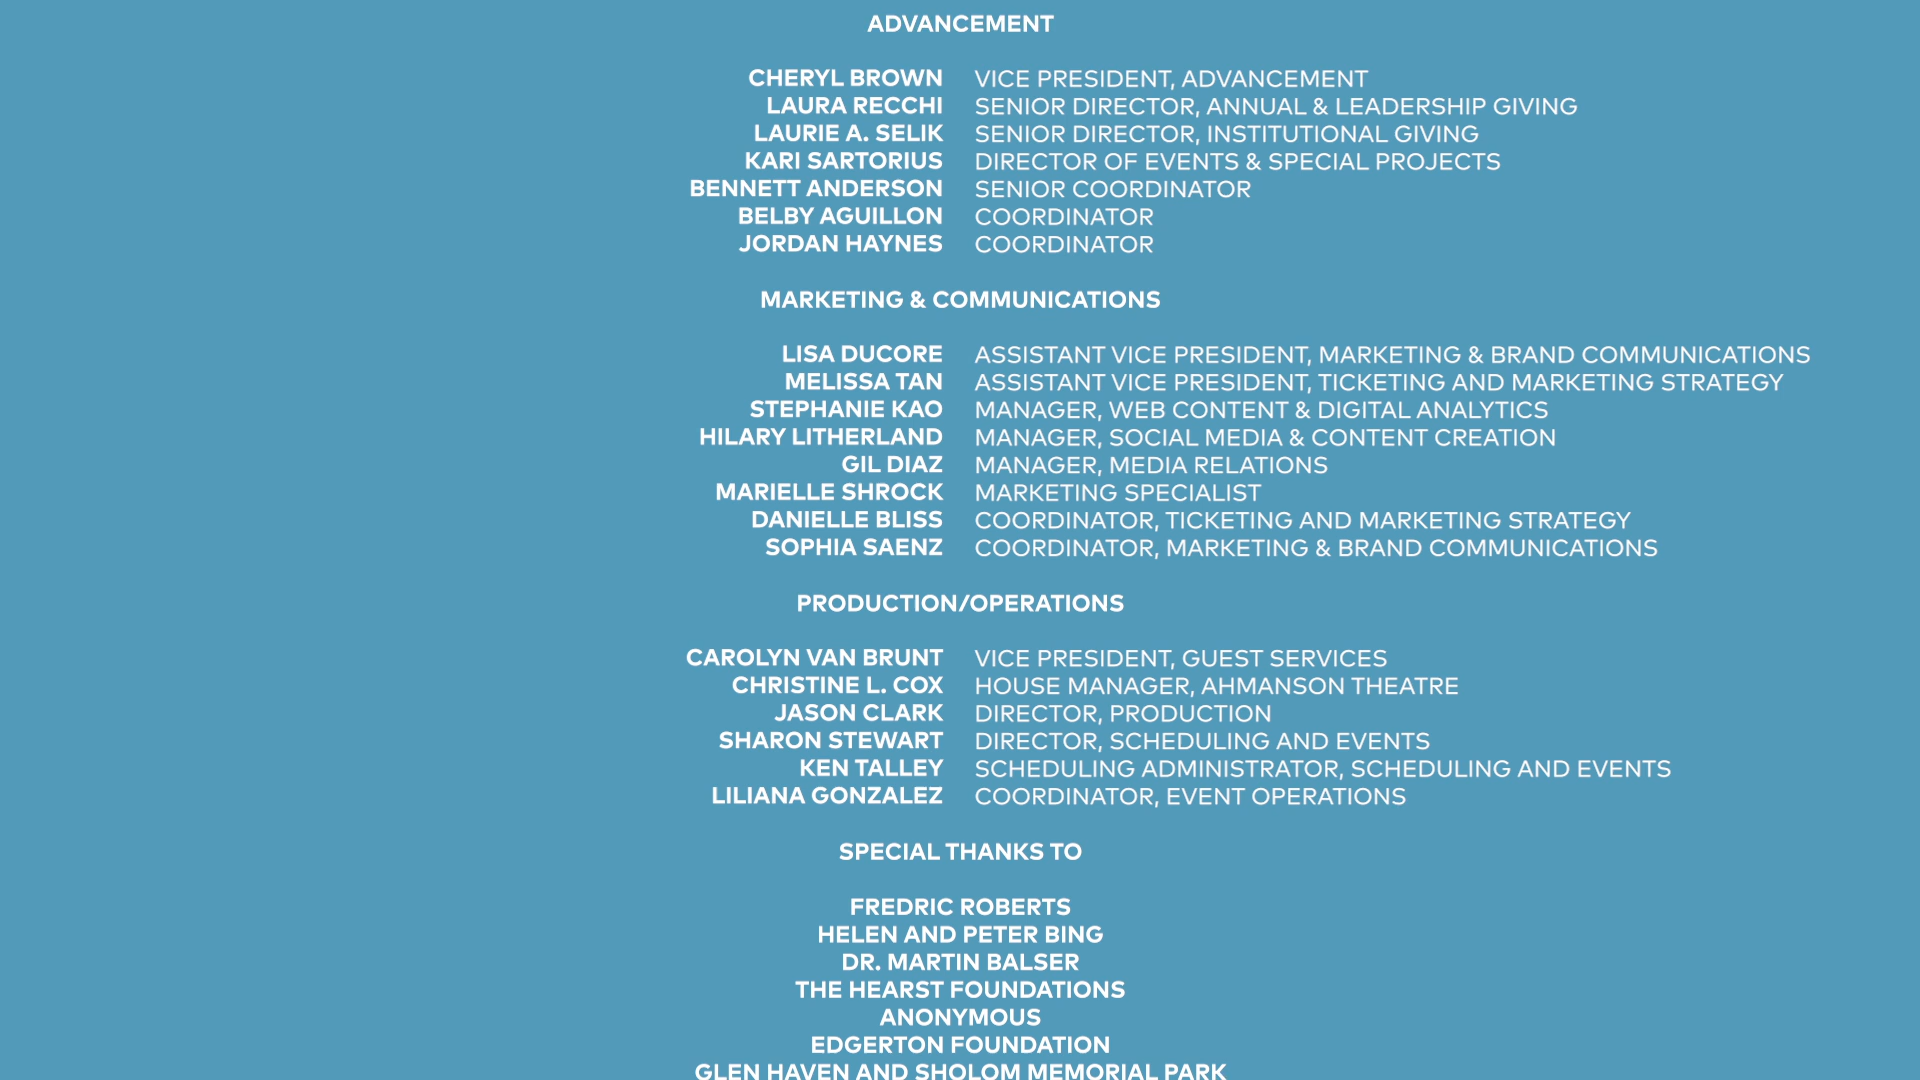 ADVANCEMENT
CHERYL BROWN VICE PRESIDENT, ADVANCEMENT
LAURA RECCHI SENIOR DIRECTOR, ANNUAL & LEADERSHIP GIVING
LAURIE A. SELIK SENIOR DIRECTOR, INSTITUTIONAL GIVING
KARI SARTORIUS DIRECTOR OF EVENTS & SPECIAL PROJECTS
BENNETT ANDERSON SENIOR COORDINATOR
BELBY AGUILLON COORDINATOR
JORDAN HAYNES COORDINATOR
MARKETING & COMMUNICATIONS
LISA DUCORE ASSISTANT VICE PRESIDENT, MARKETING & BRAND COMMUNICATIONS
MELISSA TAN ASSISTANT VICE PRESIDENT, TICKETING AND MARKETING STRATEGY
STEPHANIE KAO MANAGER, WEB CONTENT & DIGITAL ANALYTICS
HILARY LITHERLAND MANAGER, SOCIAL MEDIA & CONTENT CREATION
GIL DIAZ MANAGER, MEDIA RELATIONS
MARIELLE SHROCK MARKETING SPECIALIST
DANIELLE BLISS COORDINATOR, TICKETING AND MARKETING STRATEGY
SOPHIA SAENZ COORDINATOR, MARKETING & BRAND COMMUNICATIONS
PRODUCTION/OPERATIONS
CAROLYN VAN BRUNT VICE PRESIDENT, GUEST SERVICES
CHRISTINE L. COX HOUSE MANAGER, AHMANSON THEATRE
JASON CLARK DIRECTOR, PRODUCTION
SHARON STEWART DIRECTOR, SCHEDULING AND EVENTS
KEN TALLEY SCHEDULING ADMINISTRATOR, SCHEDULING AND EVENTS
LILIANA GONZALEZ COORDINATOR, EVENT OPERATIONS
SPECIAL THANKS TO
FREDRIC ROBERTS
HELEN AND PETER BING
DR. MARTIN BALSER
THE HEARST FOUNDATIONS
ANONYMOUS
EDGERTON FOUNDATION
GLEN HAVEN AND SHOLOM MEMORIAL PARK